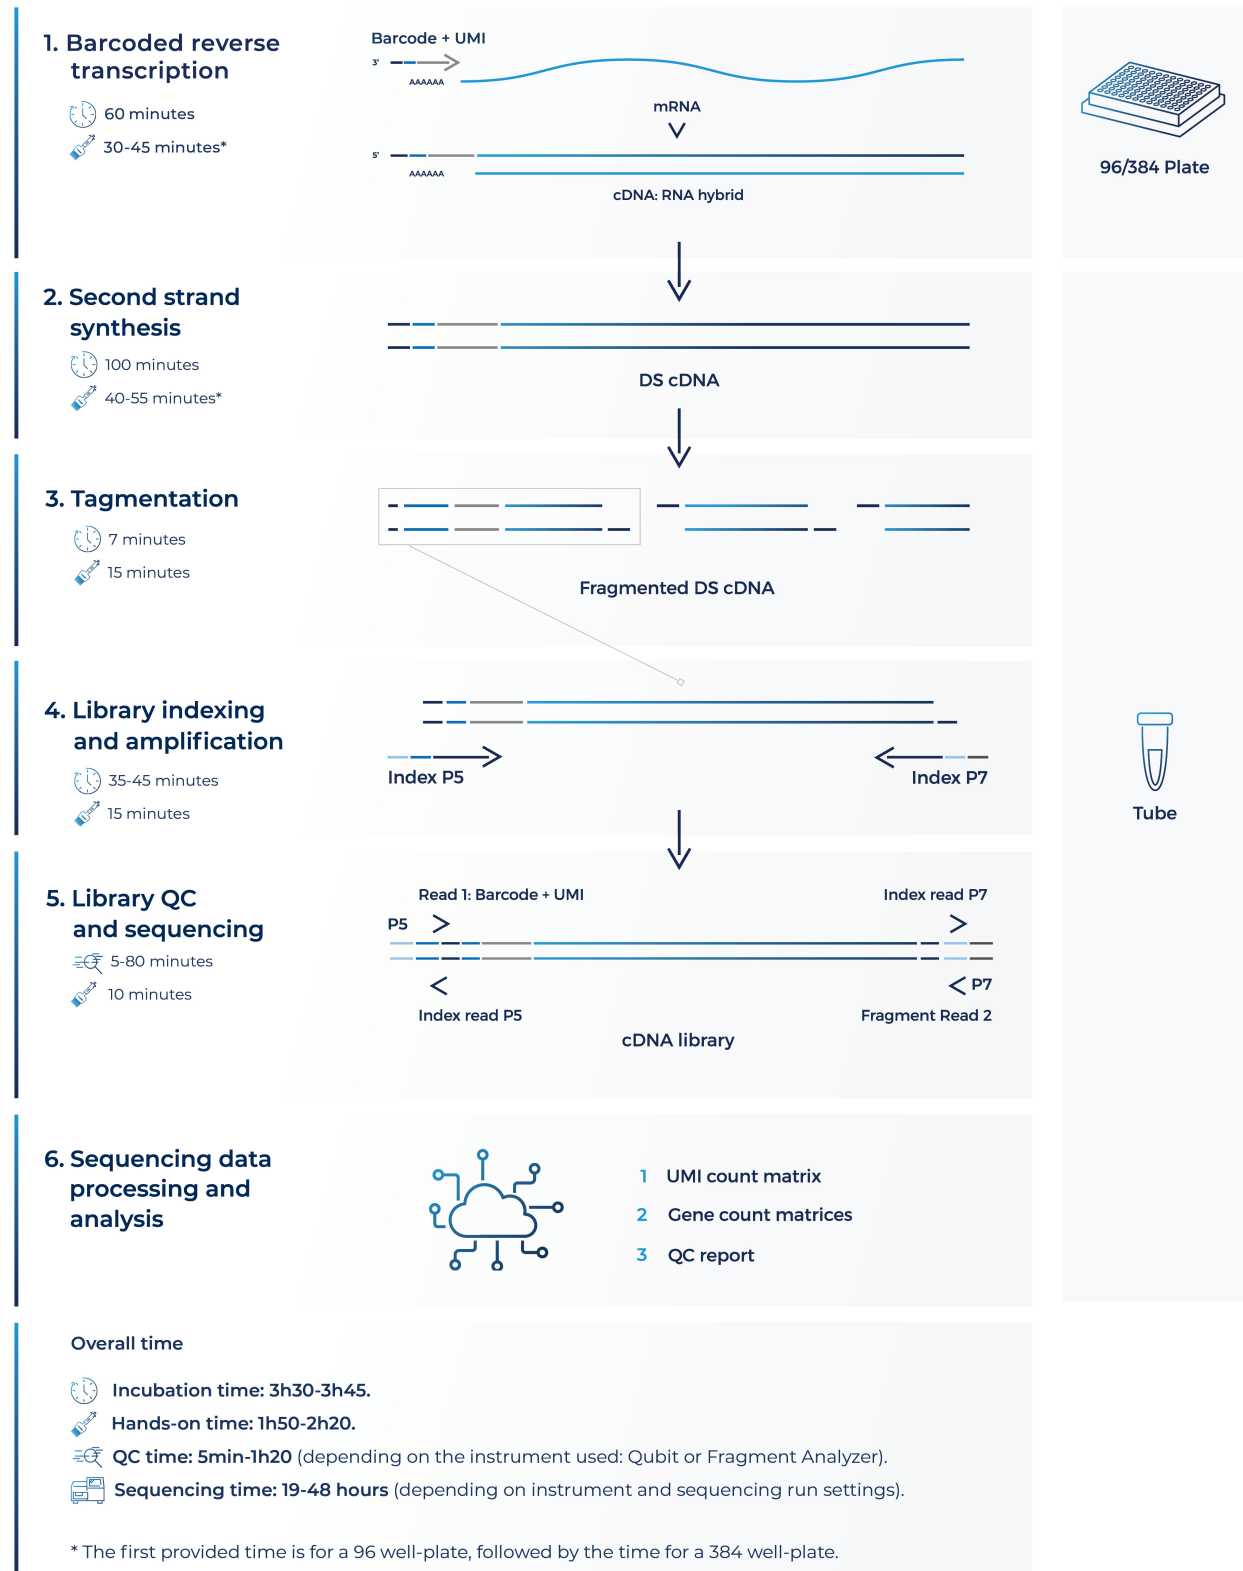 1. Barcoded reverse
transcription
60 minutes
30-45 minutes*
Barcode + UMI
3'
AAAAAA
mRNA
5'
AAAAAA
cDNA: RNA hybrid
96/384 Plate
2. Second strand
synthesis
100 minutes
40-55 minutes*
DS cDNA
3. Tagmentation
7 minutes
15 minutes
Fragmented DS cDNA
4. Library indexing
and amplification
35-45 minutes
15 minutes
Index P5
Index P7
Tube
5. Library QC
and sequencing
5-80 minutes
10 minutes
Read 1: Barcode + UMI
Index read P7
P5
P7
Index read P5
Fragment Read 2
cDNA library
6. Sequencing data
processing and
analysis
1 UMI count matrix
2 Gene count matrices
3 QC report
Overall time
Incubation time: 3h30-3h45.
Hands-on time: 1h50-2h20.
QC time: 5min-1h20 (depending on the instrument used: Qubit or Fragment Analyzer).
Sequencing time: 19-48 hours (depending on instrument and sequencing run settings).
* The first provided time is for a 96 well-plate, followed by the time for a 384 well-plate.